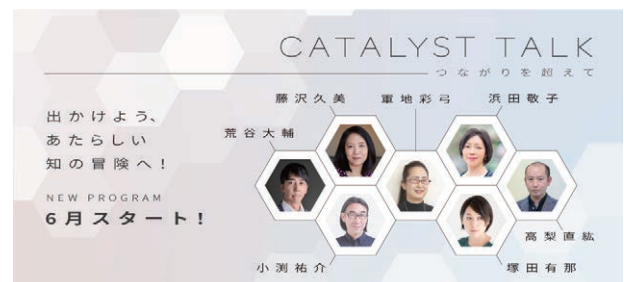 CATALYST TALK
つながりを超えて
出かけよう、
あたらしい
知の冒険へ!
NEW PROGRAM
6月スタート!
荒谷大輔
藤沢久美
軍地彩弓
浜田敬子
小渕祐介
塚田有那
高梨直紘